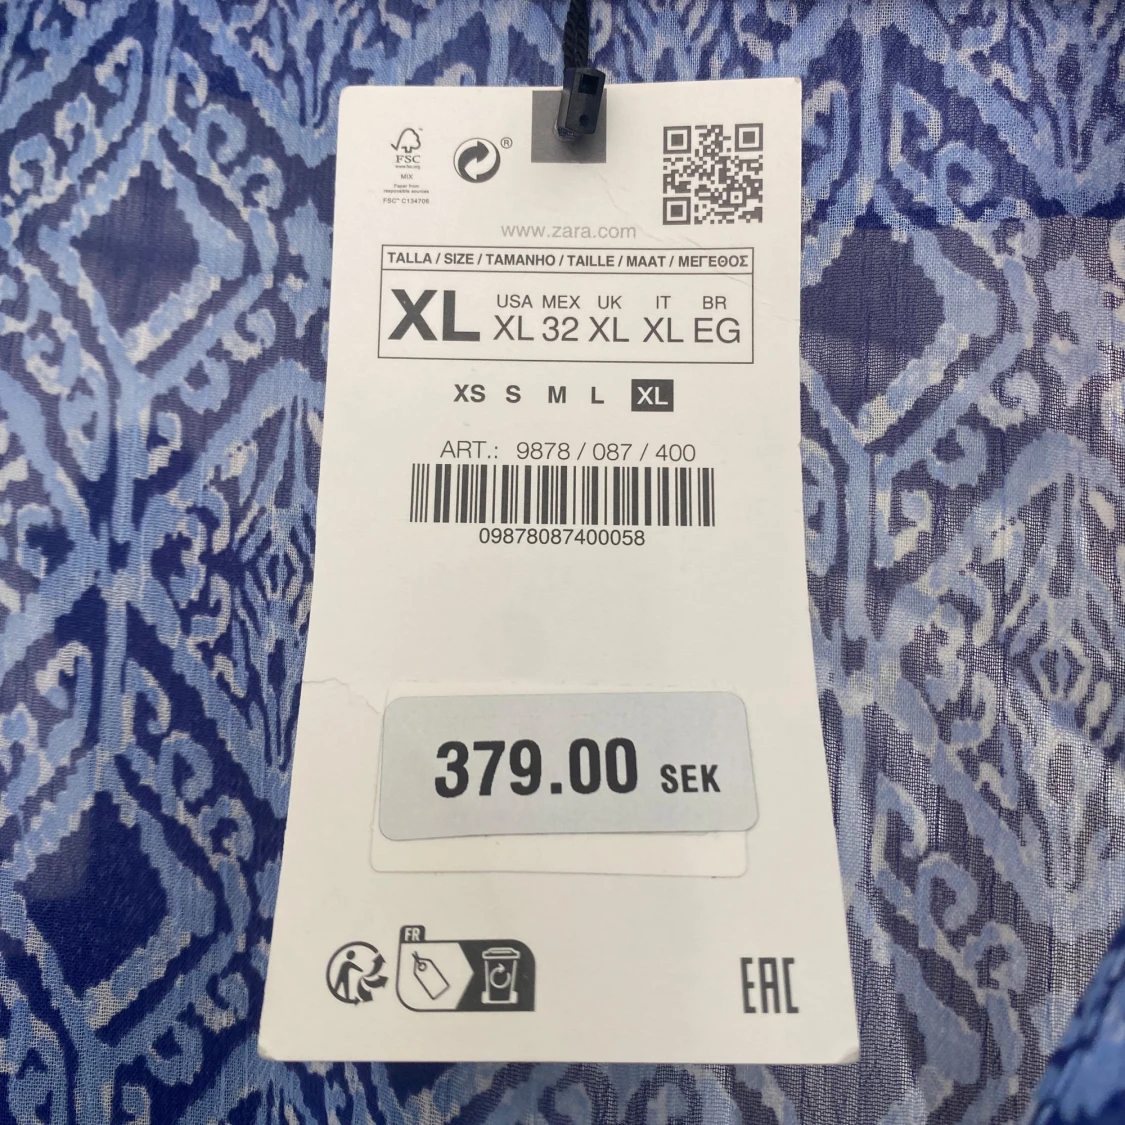 FSC
www.fsc.org
MIX
Paper from
responsible sources
FSC™ C134706
®
www.zara.com
TALLA / SIZE / TAMANHO / TAILLE / MAAT / ΜΕΓΕΘΟΣ
XL
USA MEX UK IT BR
XL 32 XL XL EG
XS S M L XL
ART.: 9878 / 087 / 400
09878087400058
379.00 SEK
FR
EAC